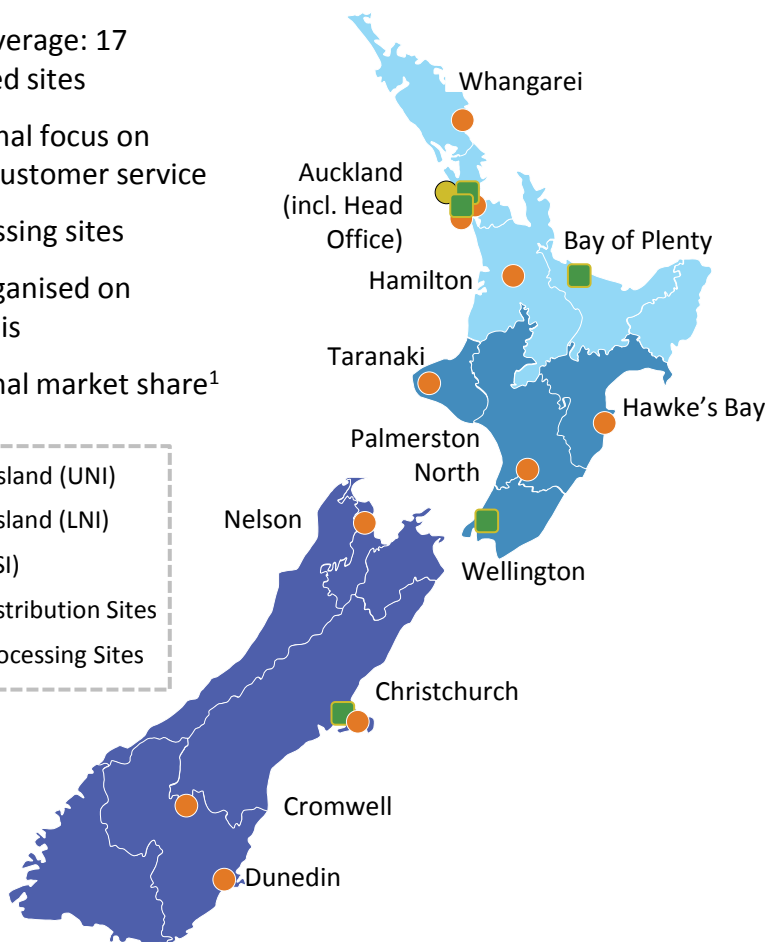 verage: 17
ed sites
nal focus on
customer service
ssing sites
ganised on
is
nal market share1
sland (UNI)
sland (LNI)
SI)
stribution Sites
ocessing Sites
Whangarei
Auckland
(incl. Head
Office)
Bay of Plenty
Hamilton
Taranaki
Hawke’s Bay
Palmerston
North
Nelson
Wellington
Christchurch
Cromwell
Dunedin